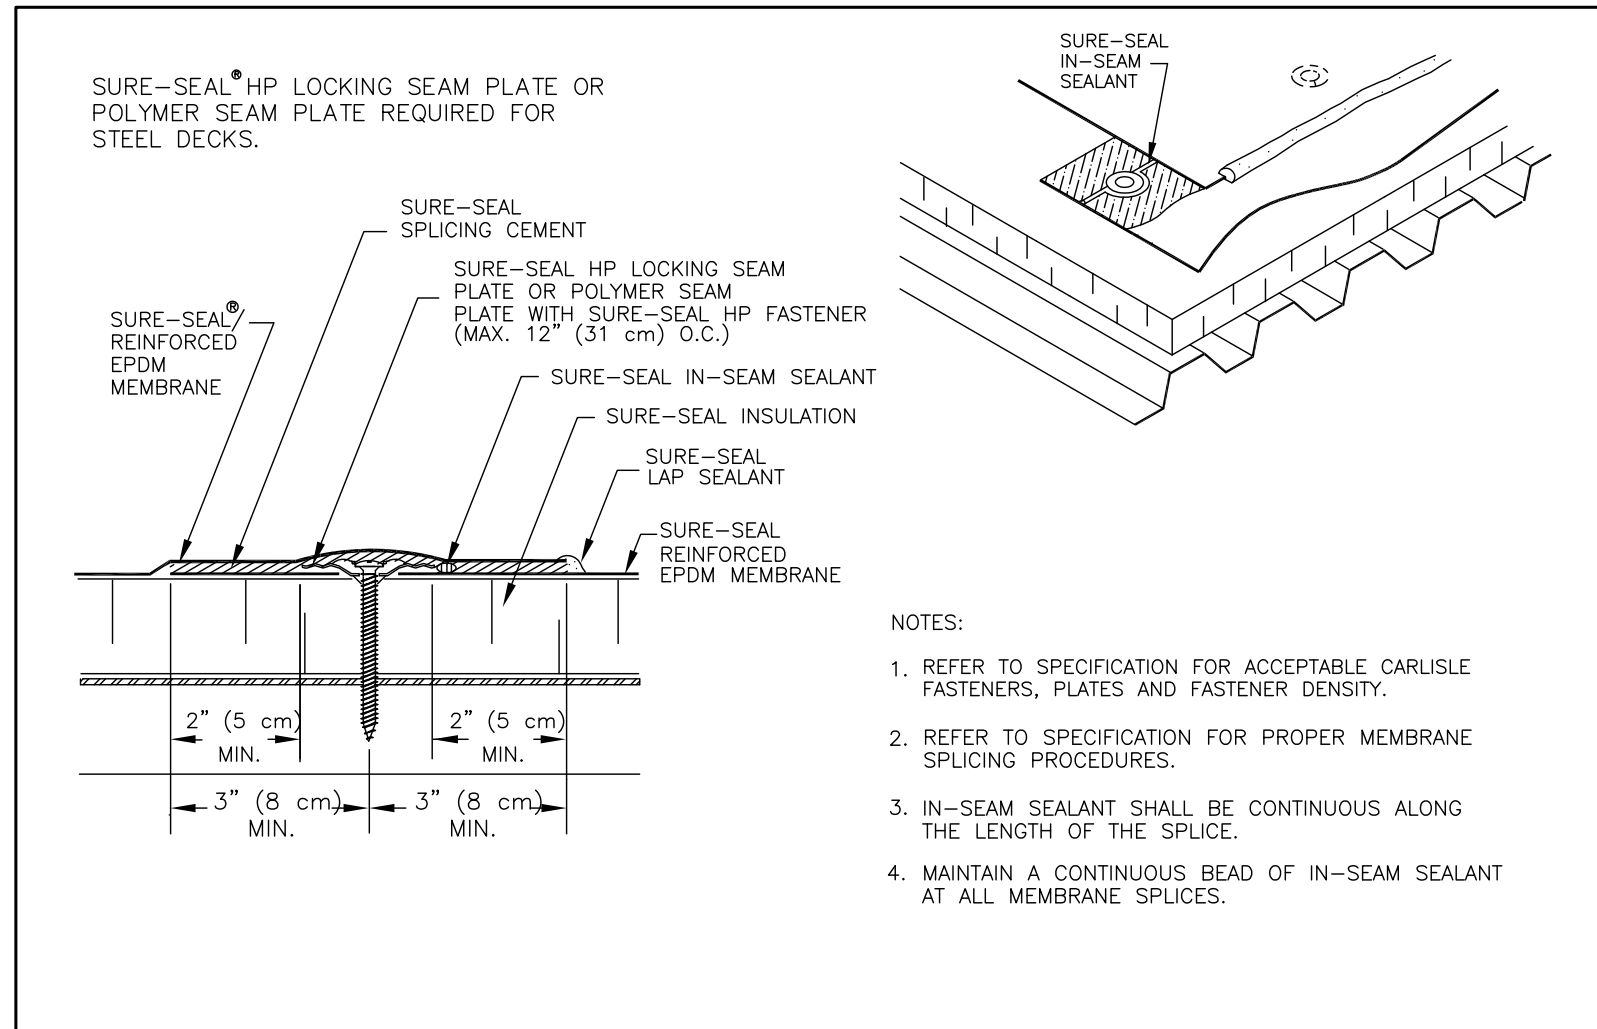 SURE-SEAL® HP LOCKING SEAM PLATE OR
POLYMER SEAM PLATE REQUIRED FOR
STEEL DECKS.
SURE-SEAL
IN-SEAM
SEALANT
SURE-SEAL
SPLICING CEMENT
SURE-SEAL HP LOCKING SEAM
PLATE OR POLYMER SEAM
PLATE WITH SURE-SEAL HP FASTENER
(MAX. 12" (31 cm) O.C.)
SURE-SEAL®/
REINFORCED
EPDM
MEMBRANE
SURE-SEAL IN-SEAM SEALANT
SURE-SEAL INSULATION
SURE-SEAL
LAP SEALANT
SURE-SEAL
REINFORCED
EPDM MEMBRANE
2" (5 cm)
MIN.
2" (5 cm)
MIN.
3" (8 cm)
MIN.
3" (8 cm)
MIN.
NOTES:
1. REFER TO SPECIFICATION FOR ACCEPTABLE CARLISLE
FASTENERS, PLATES AND FASTENER DENSITY.
2. REFER TO SPECIFICATION FOR PROPER MEMBRANE
SPLICING PROCEDURES.
3. IN-SEAM SEALANT SHALL BE CONTINUOUS ALONG
THE LENGTH OF THE SPLICE.
4. MAINTAIN A CONTINUOUS BEAD OF IN-SEAM SEALANT
AT ALL MEMBRANE SPLICES.